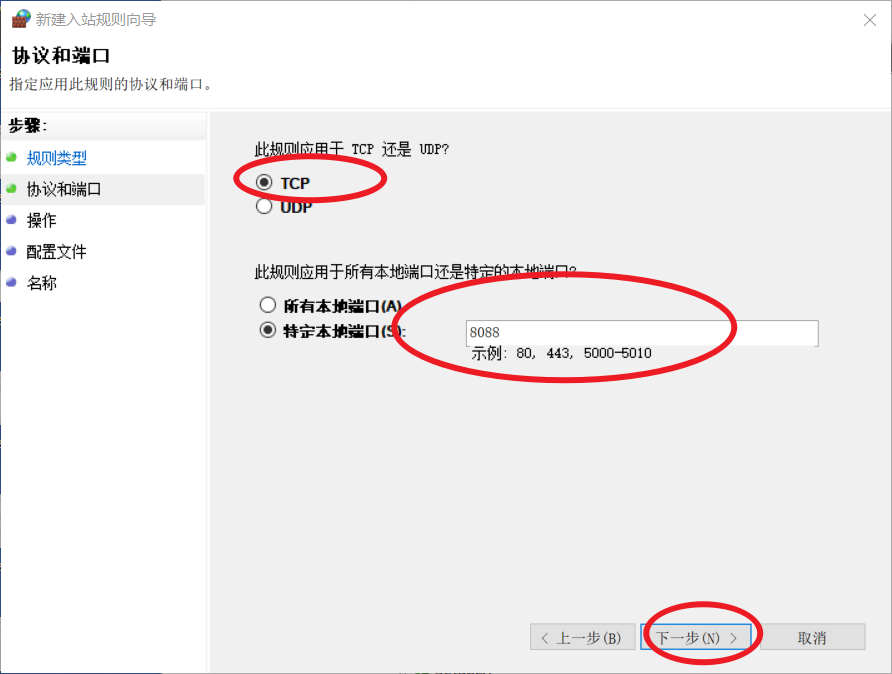 新建入站规则向导
协议和端口
指定应用此规则的协议和端口。
步骤:
规则类型
协议和端口
操作
配置文件
名称
此规则应用于 TCP 还是 UDP?
TCP
UDP
此规则应用于所有本地端口还是特定的本地端口?
所有本地端口(A)
特定本地端口(S):
8088
示例: 80, 443, 5000-5010
< 上一步(B)
下一步(N) >
取消